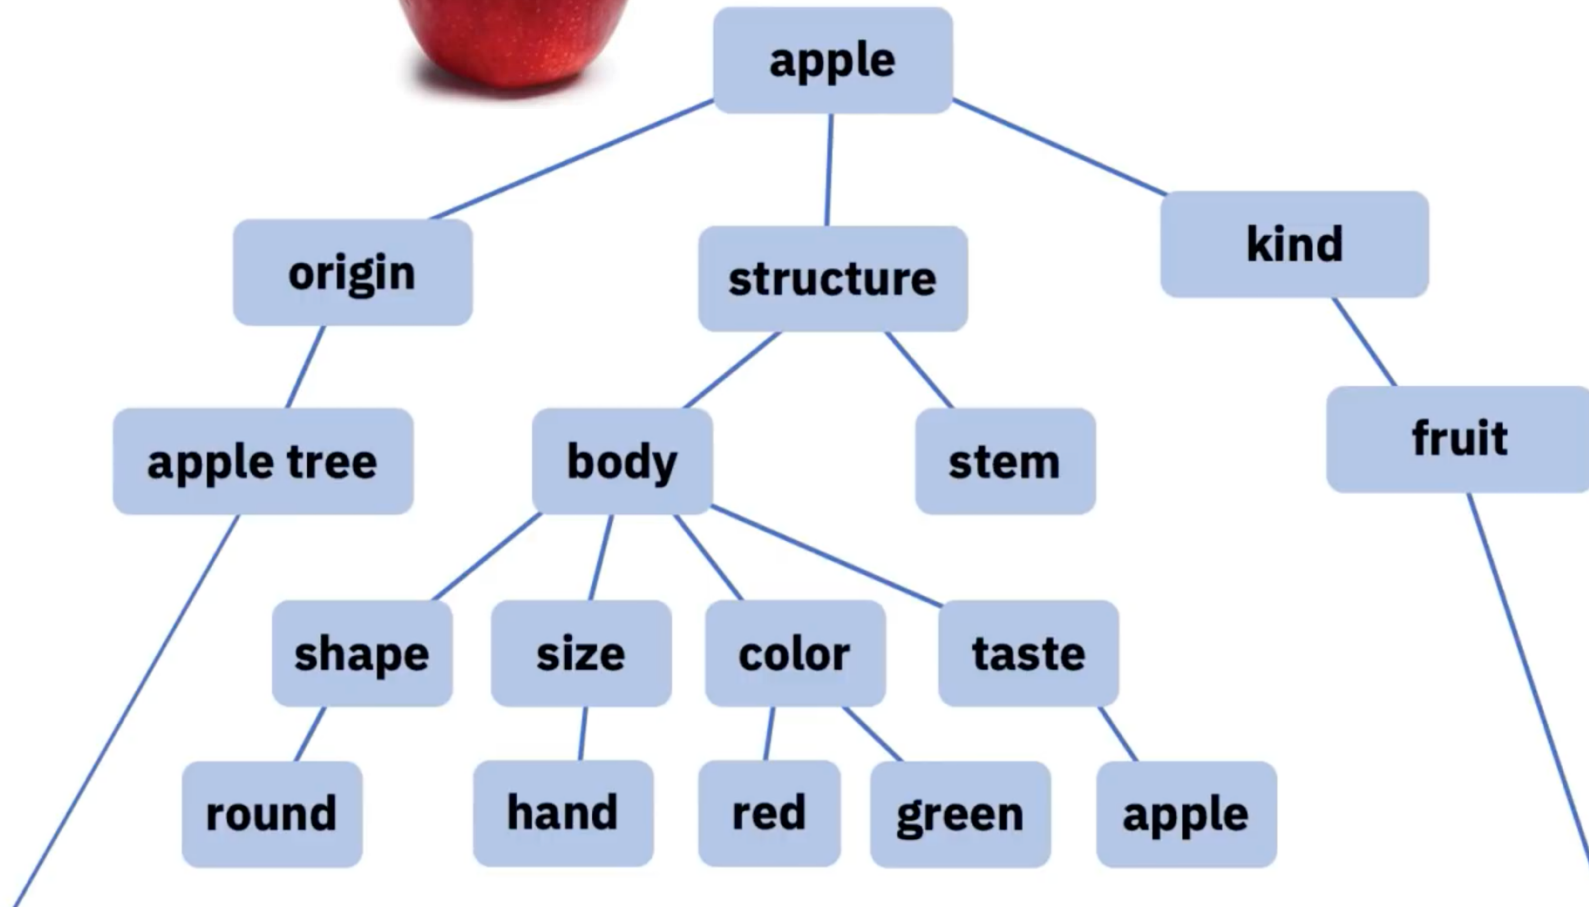 apple
origin
structure
kind
apple tree
body
stem
fruit
shape
size
color
taste
round
hand
red
green
apple